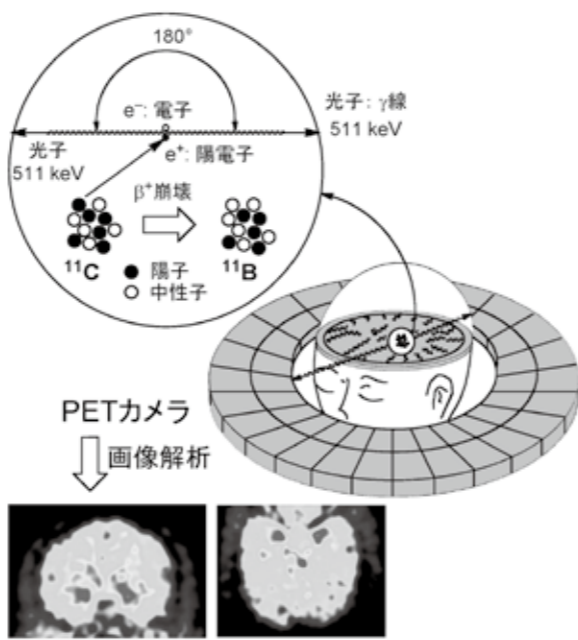 180°
e⁻: 電子
光子: γ線
511 keV
光子
511 keV
e⁺: 陽電子
β⁺崩壊
¹¹C
¹¹B
陽子
中性子
PETカメラ
画像解析